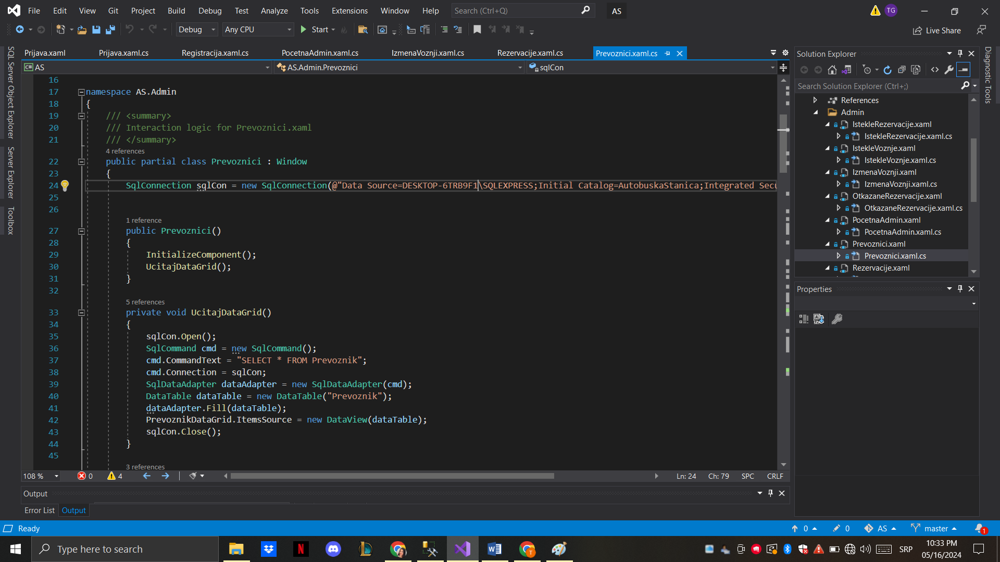 File Edit View Git Project Build Debug Test Analyze Tools Extensions Window Help Search (Ctrl+Q) AS TG
Debug Any CPU Start Live Share
Prijava.xaml Prijava.xaml.cs Registracija.xaml.cs PocetnaAdmin.xaml.cs IzmenaVoznji.xaml.cs Rezervacije.xaml.cs Prevoznici.xaml.cs
C# AS AS.Admin.Prevoznici sqlCon
SQL Server Object Explorer
Server Explorer
Toolbox
16
17 namespace AS.Admin
18 {
19 /// <summary>
20 /// Interaction logic for Prevoznici.xaml
21 /// </summary>
4 references
22 public partial class Prevoznici : Window
23 {
24 SqlConnection sqlCon = new SqlConnection(@"Data Source=DESKTOP-6TRB9F1\SQLEXPRESS;Initial Catalog=AutobuskaStanica;Integrated Secu
25
26
1 reference
27 public Prevoznici()
28 {
29 InitializeComponent();
30 UcitajDataGrid();
31 }
32
5 references
33 private void UcitajDataGrid()
34 {
35 sqlCon.Open();
36 SqlCommand cmd = new SqlCommand();
37 cmd.CommandText = "SELECT * FROM Prevoznik";
38 cmd.Connection = sqlCon;
39 SqlDataAdapter dataAdapter = new SqlDataAdapter(cmd);
40 DataTable dataTable = new DataTable("Prevoznik");
41 dataAdapter.Fill(dataTable);
42 PrevoznikDataGrid.ItemsSource = new DataView(dataTable);
43 sqlCon.Close();
44 }
45
3 references
108 % 0 4 Ln: 24 Ch: 79 SPC CRLF
Output
Error List Output
Solution Explorer
Search Solution Explorer (Ctrl+;)
References
Admin
IstekleRezervacije.xaml
IstekleRezervacije.xaml.cs
IstekleVoznje.xaml
IstekleVoznje.xaml.cs
IzmenaVoznji.xaml
IzmenaVoznji.xaml.cs
OtkazaneRezervacije.xaml
OtkazaneRezervacije.xaml.cs
PocetnaAdmin.xaml
PocetnaAdmin.xaml.cs
Prevoznici.xaml
Prevoznici.xaml.cs
Rezervacije.xaml
Properties
Diagnostic Tools
Ready 0 0 AS master 1
Type here to search SRP 10:33 PM
05/16/2024